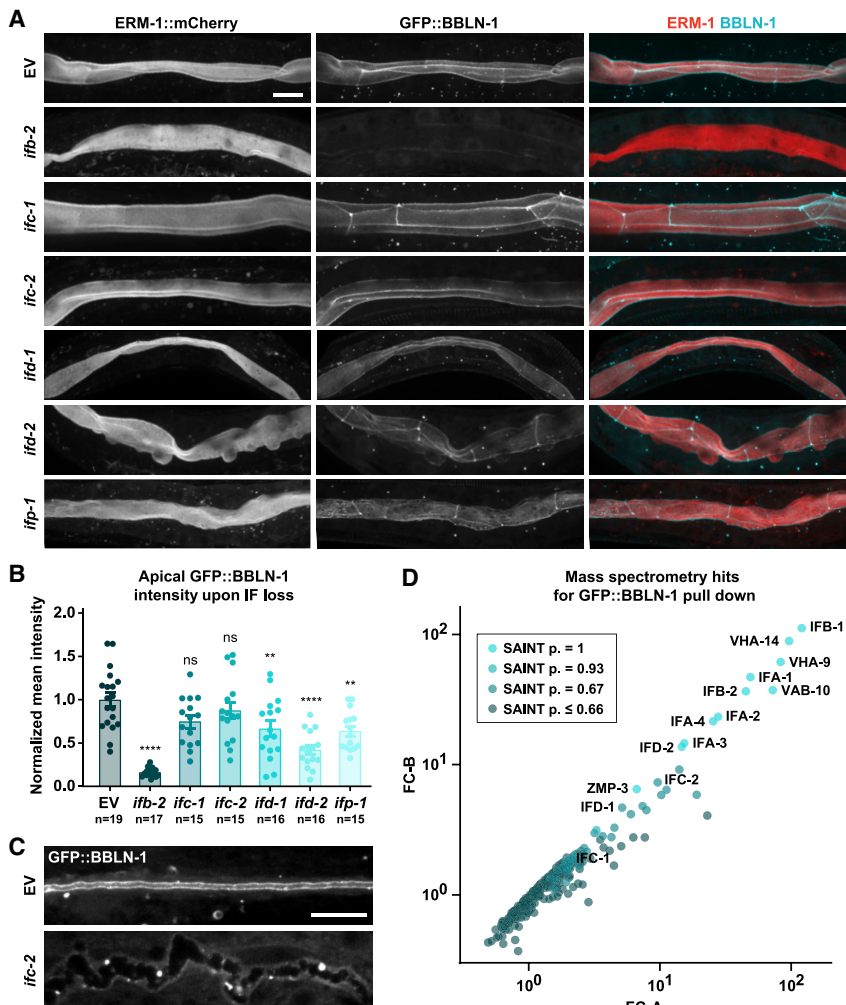 A
ERM-1::mCherry
GFP::BBLN-1
ERM-1 BBLN-1
EV
ifb-2
ifc-1
ifc-2
ifd-1
ifd-2
ifp-1
B
Apical GFP::BBLN-1
intensity upon IF loss
Normalized mean intensity
2.0
1.5
1.0
0.5
0.0
****
ns
ns
**
****
**
EV ifb-2 ifc-1 ifc-2 ifd-1 ifd-2 ifp-1
n=19 n=17 n=15 n=15 n=16 n=16 n=15
C
GFP::BBLN-1
EV
ifc-2
D
Mass spectrometry hits
for GFP::BBLN-1 pull down
SAINT p. = 1
SAINT p. = 0.93
SAINT p. = 0.67
SAINT p. ≤ 0.66
IFB-1
VHA-14
VHA-9
IFA-1
IFB-2
VAB-10
IFA-2
IFA-4
IFA-3
IFD-2
IFC-2
ZMP-3
IFD-1
IFC-1
FC-B
10²
10¹
10⁰
10⁰ 10¹ 10²
FC-A